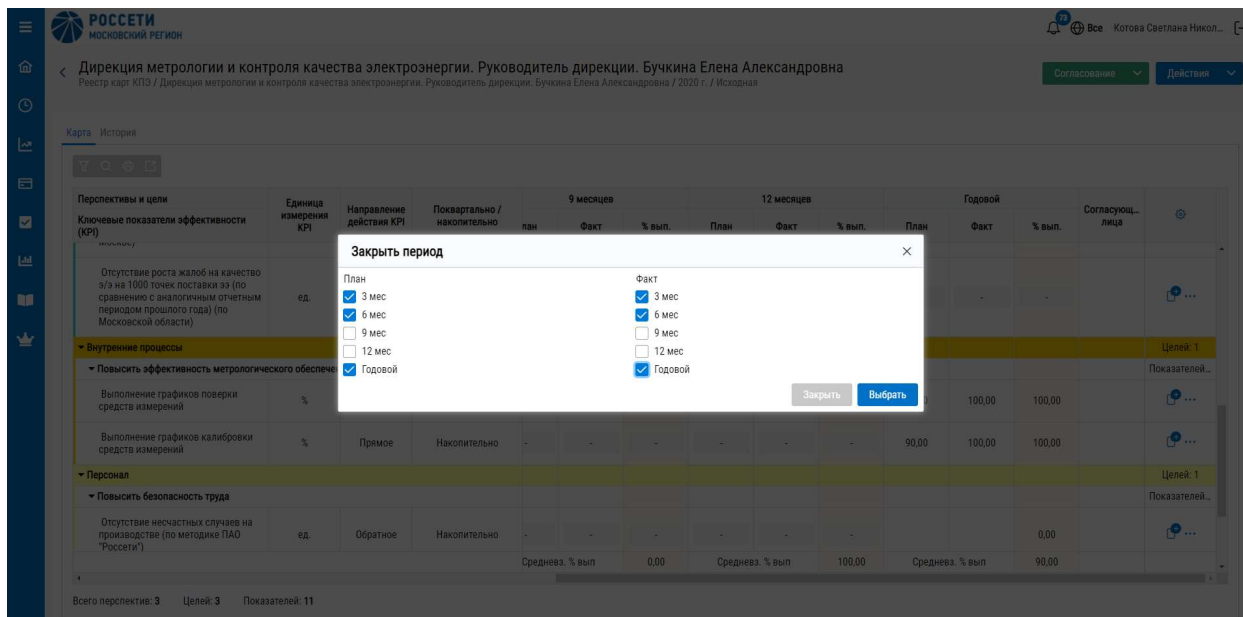 РОССЕТИ
МОСКОВСКИЙ РЕГИОН
73
Все Котова Светлана Никол...
Дирекция метрологии и контроля качества электроэнергии. Руководитель дирекции. Бучкина Елена Александровна
Реестр карт КПЭ / Дирекция метрологии и контроля качества электроэнергии. Руководитель дирекции. Бучкина Елена Александровна / 2020 г. / Исходная
Согласование
Действия
Карта История
Перспективы и цели
Ключевые показатели эффективности
(KPI)
Единица
измерения
KPI
Направление
действия KPI
Поквартально /
накопительно
9 месяцев
12 месяцев
Годовой
Согласующ...
лица
лан Факт % вып. План Факт % вып. План Факт % вып.
Отсутствие роста жалоб на качество
э/э на 1000 точек поставки ээ (по
сравнению с аналогичным отчетным
периодом прошлого года) (по
Московской области)
ед.
- -
Закрыть период
План
3 мес
6 мес
9 мес
12 мес
Годовой
Факт
3 мес
6 мес
9 мес
12 мес
Годовой
Закрыть Выбрать
Внутренние процессы Целей: 1
Повысить эффективность метрологического обеспече Показателей...
Выполнение графиков поверки
средств измерений
% 100,00 100,00
Выполнение графиков калибровки
средств измерений
% Прямое Накопительно - - - - - - 90,00 100,00 100,00
Персонал Целей: 1
Повысить безопасность труда Показателей...
Отсутствие несчастных случаев на
производстве (по методике ПАО
"Россети")
ед. Обратное Накопительно - - - - - - 0,00
Средневз. % вып 0,00 Средневз. % вып 100,00 Средневз. % вып 90,00
Всего перспектив: 3 Целей: 3 Показателей: 11